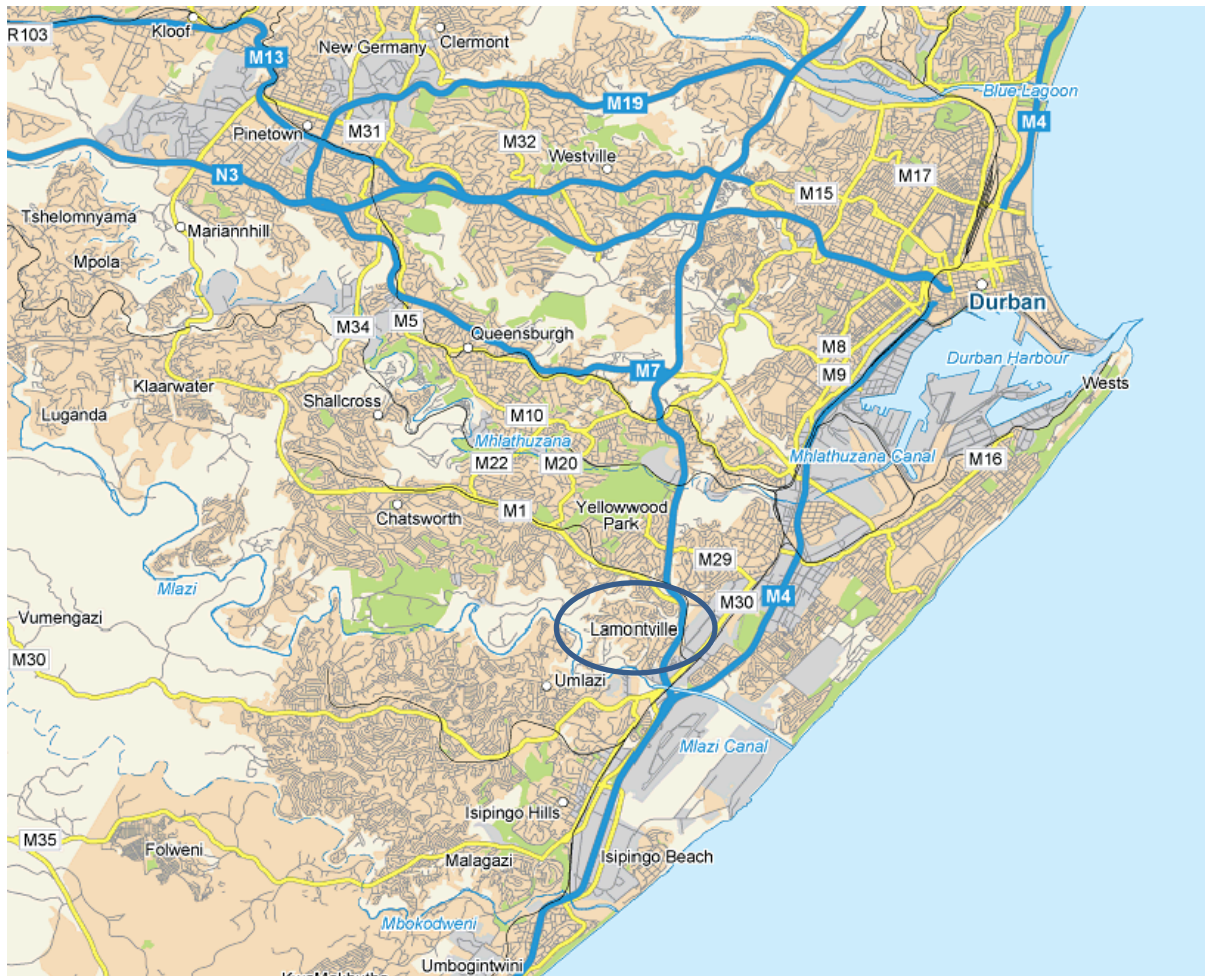 R103
Kloof
New Germany
Clermont
M13
Blue Lagoon
M19
M4
Pinetown
M31
M32
Westville
N3
M15
M17
Tshelomnyama
Mariannhill
Mpola
Durban
M34
M5
Queensburgh
M8
Durban Harbour
M7
M9
Klaarwater
Wests
Luganda
Shallcross
M10
Mhlathuzana
Mhlathuzana Canal
M22
M20
M16
Chatsworth
M1
Yellowwood
Park
M29
Mlazi
M30
M4
Vumengazi
Lamontville
M30
Umlazi
Mlazi Canal
Isipingo Hills
M35
Folweni
Malagazi
Isipingo Beach
Mbokodweni
Umbogintwini